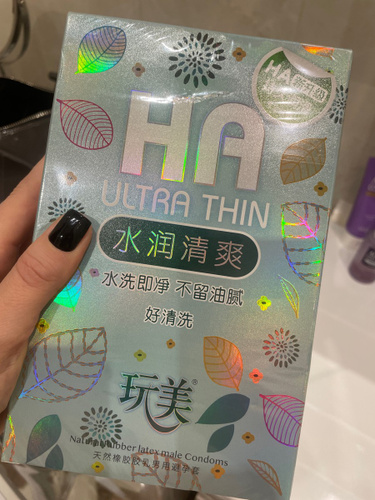 HA
HA
ULTRA THIN
水润清爽
水洗即净 不留油腻
好清洗
玩美®
Natural rubber latex male Condoms
天然橡胶胶乳男用避孕套